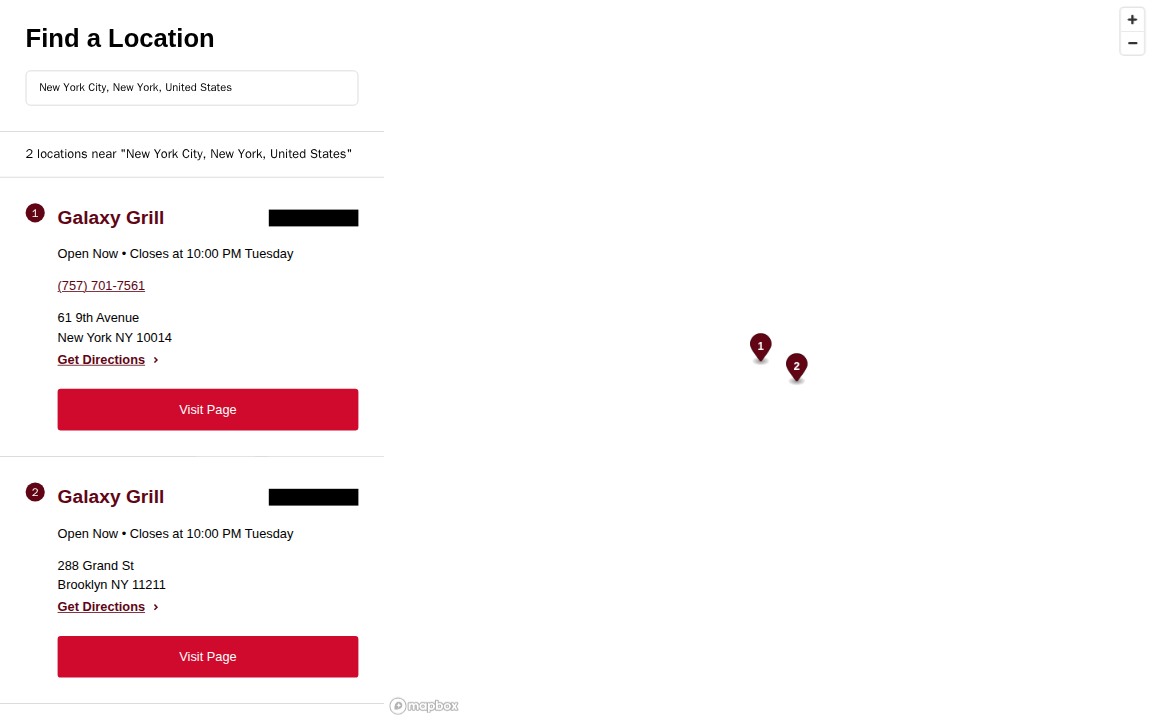 Find a Location
New York City, New York, United States
2 locations near "New York City, New York, United States"
1
Galaxy Grill
Open Now • Closes at 10:00 PM Tuesday
(757) 701-7561
61 9th Avenue
New York NY 10014
Get Directions
Visit Page
2
Galaxy Grill
Open Now • Closes at 10:00 PM Tuesday
288 Grand St
Brooklyn NY 11211
Get Directions
Visit Page
1
2
mapbox